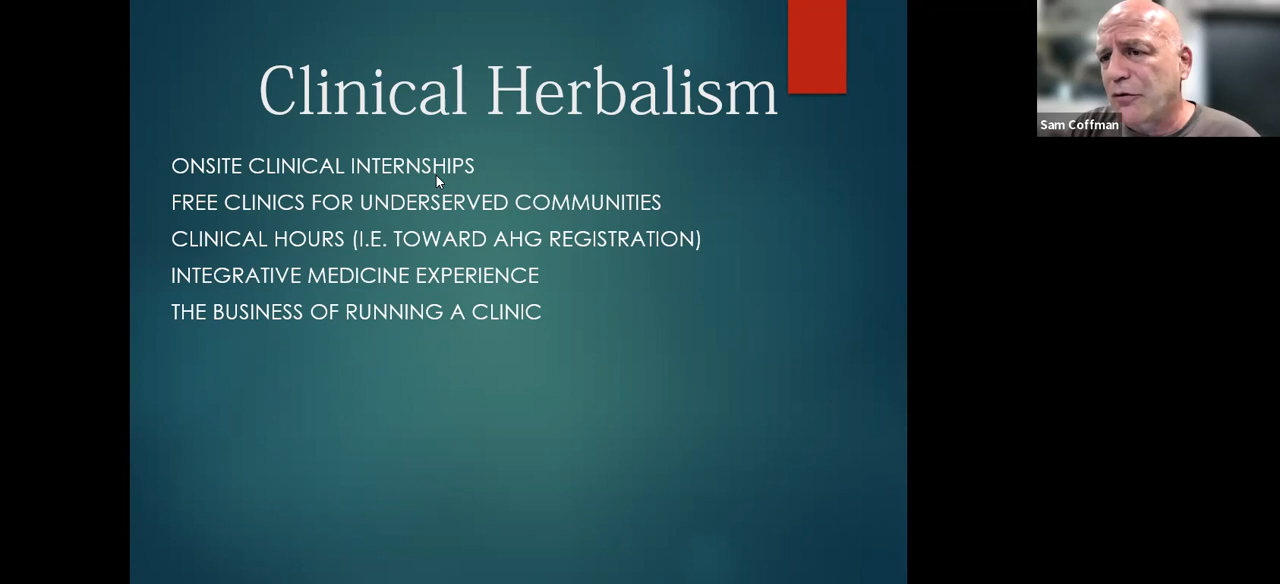 Clinical Herbalism
ONSITE CLINICAL INTERNSHIPS
FREE CLINICS FOR UNDERSERVED COMMUNITIES
CLINICAL HOURS (I.E. TOWARD AHG REGISTRATION)
INTEGRATIVE MEDICINE EXPERIENCE
THE BUSINESS OF RUNNING A CLINIC
Sam Coffman